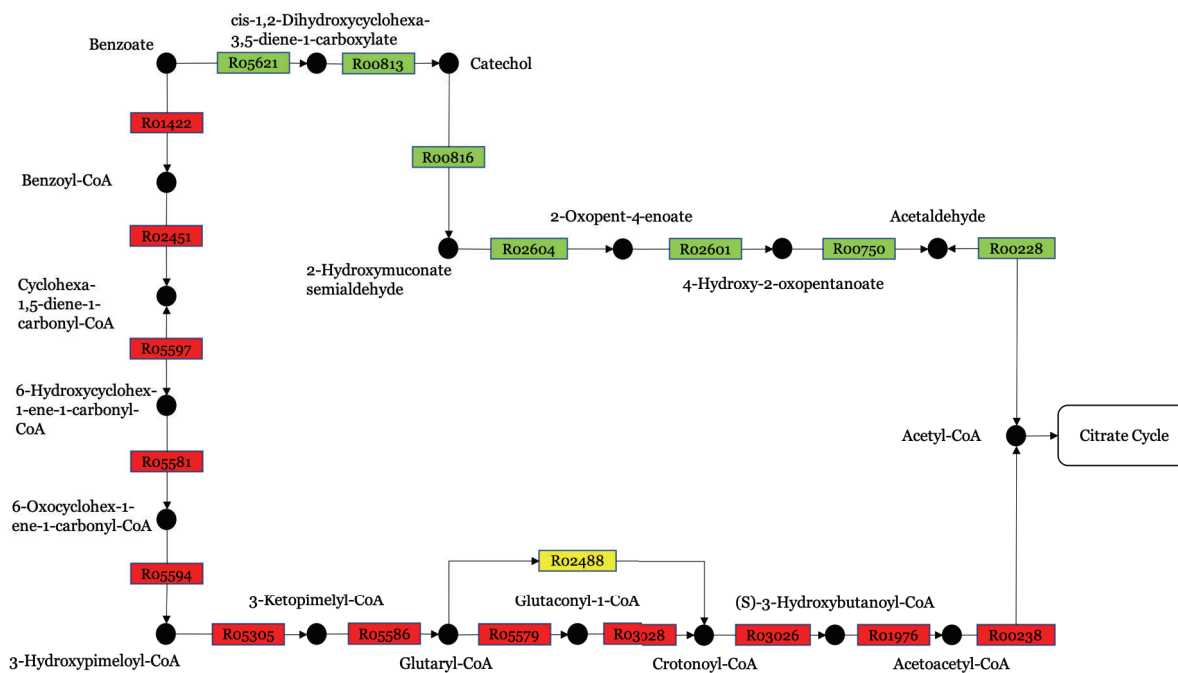 cis-1,2-Dihydroxycyclohexa-
3,5-diene-1-carboxylate
Benzoate
R05621
R00813
Catechol
R01422
R00816
Benzoyl-CoA
2-Oxopent-4-enoate
Acetaldehyde
R02451
R02604
R02601
R00750
R00228
2-Hydroxymuconate
semialdehyde
4-Hydroxy-2-oxopentanoate
Cyclohexa-
1,5-diene-1-
carbonyl-CoA
R05597
6-Hydroxycyclohex-
1-ene-1-carbonyl-
CoA
Acetyl-CoA
Citrate Cycle
R05581
6-Oxocyclohex-1-
ene-1-carbonyl-CoA
R02488
R05594
3-Ketopimelyl-CoA
Glutaconyl-1-CoA
(S)-3-Hydroxybutanoyl-CoA
R05305
R05586
R05579
R03028
R03026
R01976
R00238
3-Hydroxypimeloyl-CoA
Glutaryl-CoA
Crotonoyl-CoA
Acetoacetyl-CoA